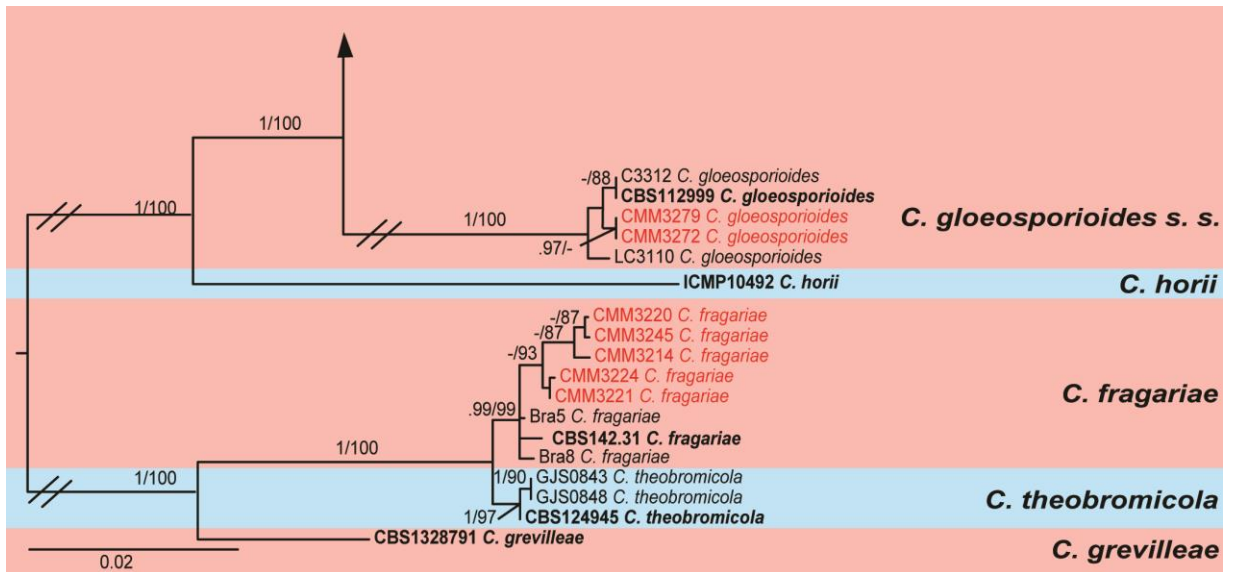 1/100
C3312 C. gloeosporioides
-/88
CBS112999 C. gloeosporioides
1/100
1/100
CMM3279 C. gloeosporioides
C. gloeosporioides s. s.
CMM3272 C. gloeosporioides
.97/-
LC3110 C. gloeosporioides
ICMP10492 C. horii
C. horii
-/87
CMM3220 C. fragariae
-/87
CMM3245 C. fragariae
-/93
CMM3214 C. fragariae
CMM3224 C. fragariae
CMM3221 C. fragariae
C. fragariae
.99/99
Bra5 C. fragariae
CBS142.31 C. fragariae
1/100
Bra8 C. fragariae
1/100
1/90
GJS0843 C. theobromicola
GJS0848 C. theobromicola
C. theobromicola
1/97
CBS124945 C. theobromicola
CBS1328791 C. grevilleae
C. grevilleae
0.02